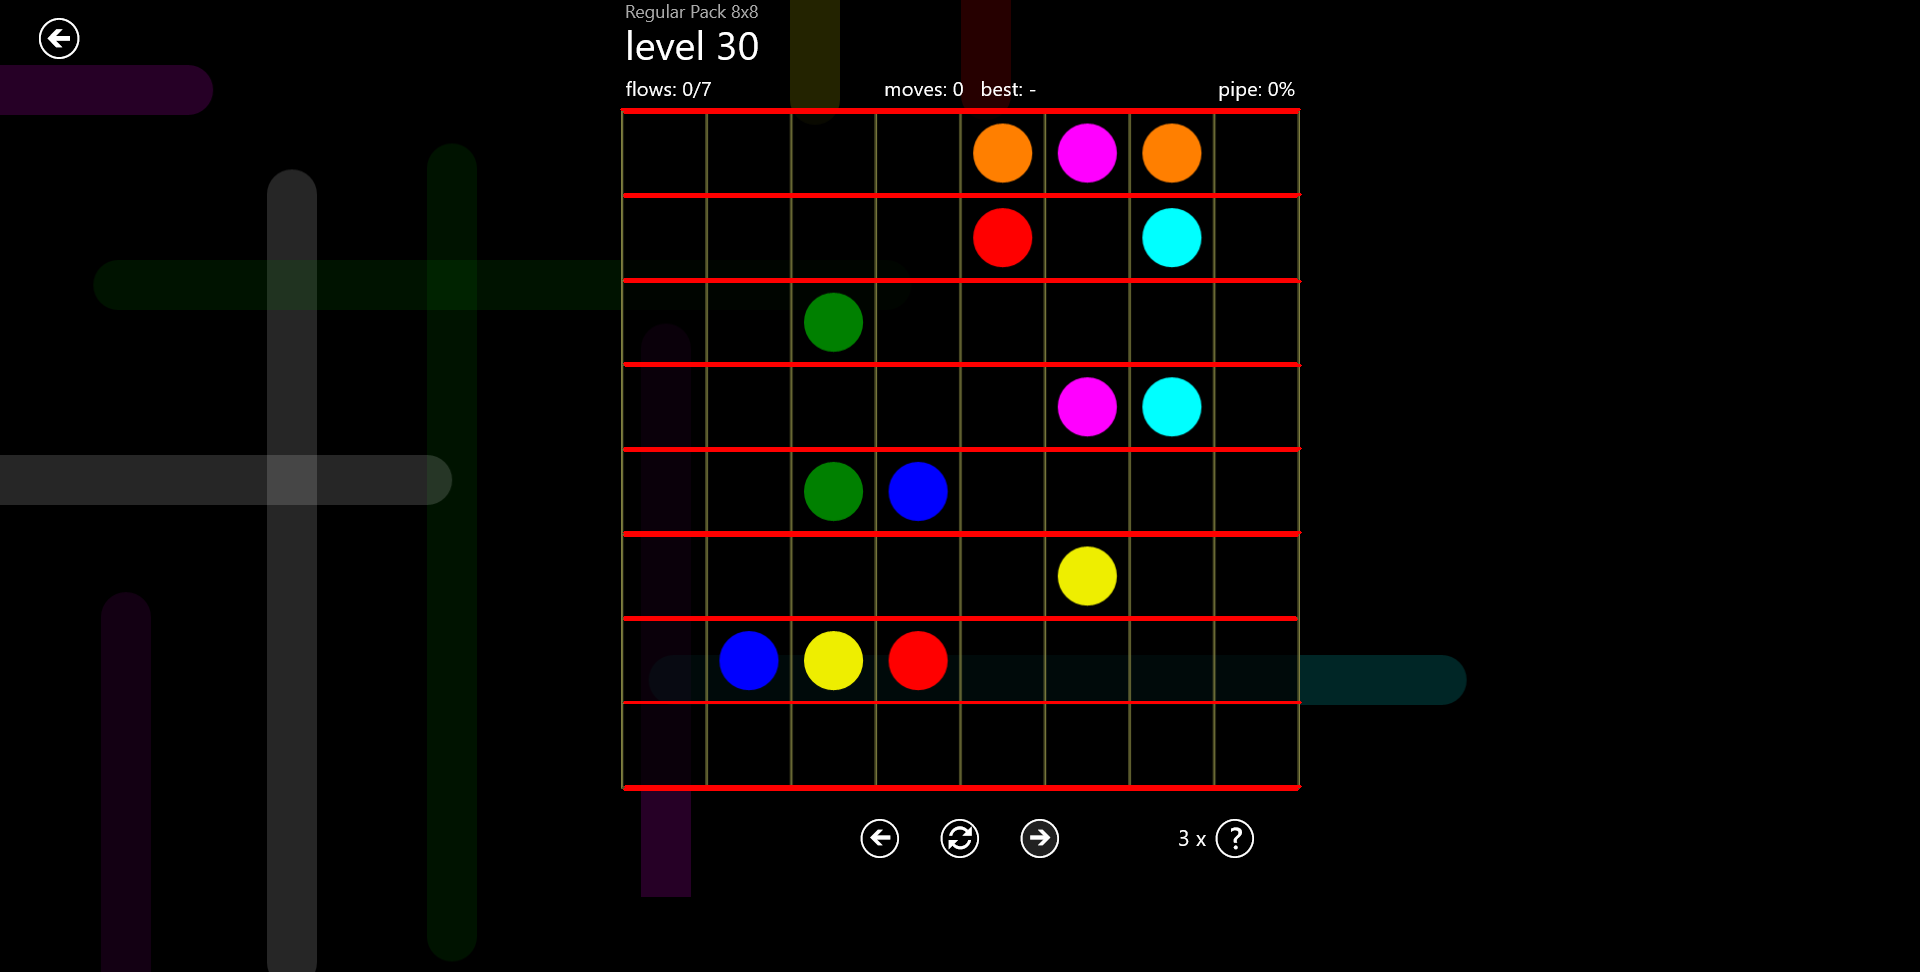 Regular Pack 8x8
level 30
flows: 0/7 moves: 0 best: - pipe: 0%
3 x ?